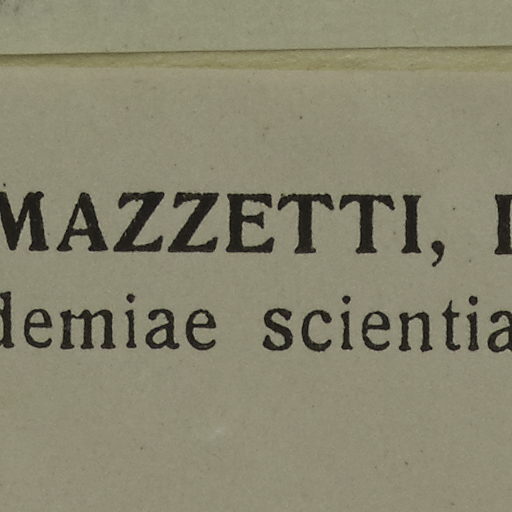 MAZZETTI, I
demiae scientia